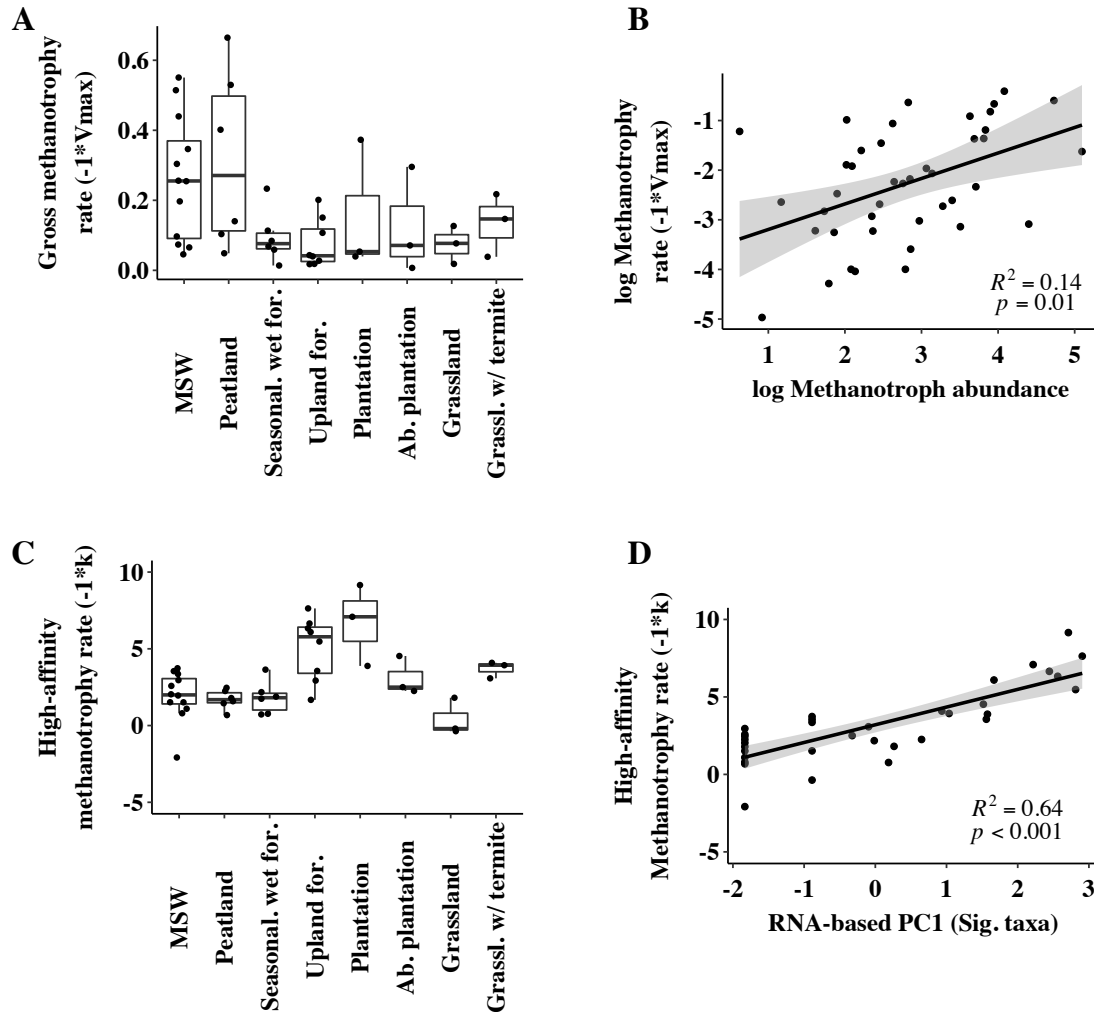 A
Gross methanotrophy
rate (-1*Vmax)
0.6
0.4
0.2
0.0
MSW
Peatland
Seasonal. wet for.
Upland for.
Plantation
Ab. plantation
Grassland
Grassl. w/ termite
B
log Methanotrophy
rate (-1*Vmax)
-1
-2
-3
-4
-5
R² = 0.14
p = 0.01
1 2 3 4 5
log Methanotroph abundance
C
High-affinity
methanotrophy rate (-1*k)
10
5
0
-5
MSW
Peatland
Seasonal. wet for.
Upland for.
Plantation
Ab. plantation
Grassland
Grassl. w/ termite
D
High-affinity
Methanotrophy rate (-1*k)
10
5
0
-5
R² = 0.64
p < 0.001
-2 -1 0 1 2 3
RNA-based PC1 (Sig. taxa)